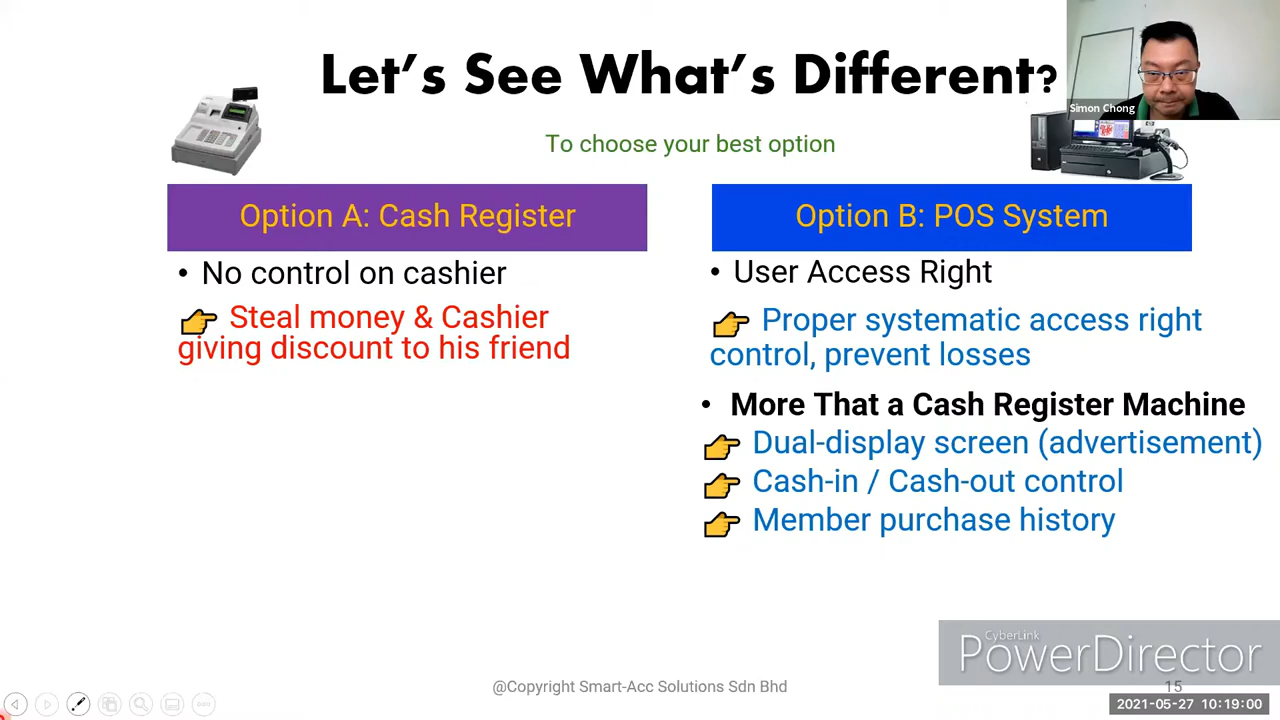 Let's See What's Different?
Simon Chong
To choose your best option
Option A: Cash Register
• No control on cashier
👉 Steal money & Cashier
giving discount to his friend
Option B: POS System
• User Access Right
👉 Proper systematic access right
control, prevent losses
• More That a Cash Register Machine
👉 Dual-display screen (advertisement)
👉 Cash-in / Cash-out control
👉 Member purchase history
CyberLink
PowerDirector
@Copyright Smart-Acc Solutions Sdn Bhd
15
2021-05-27 10:19:00